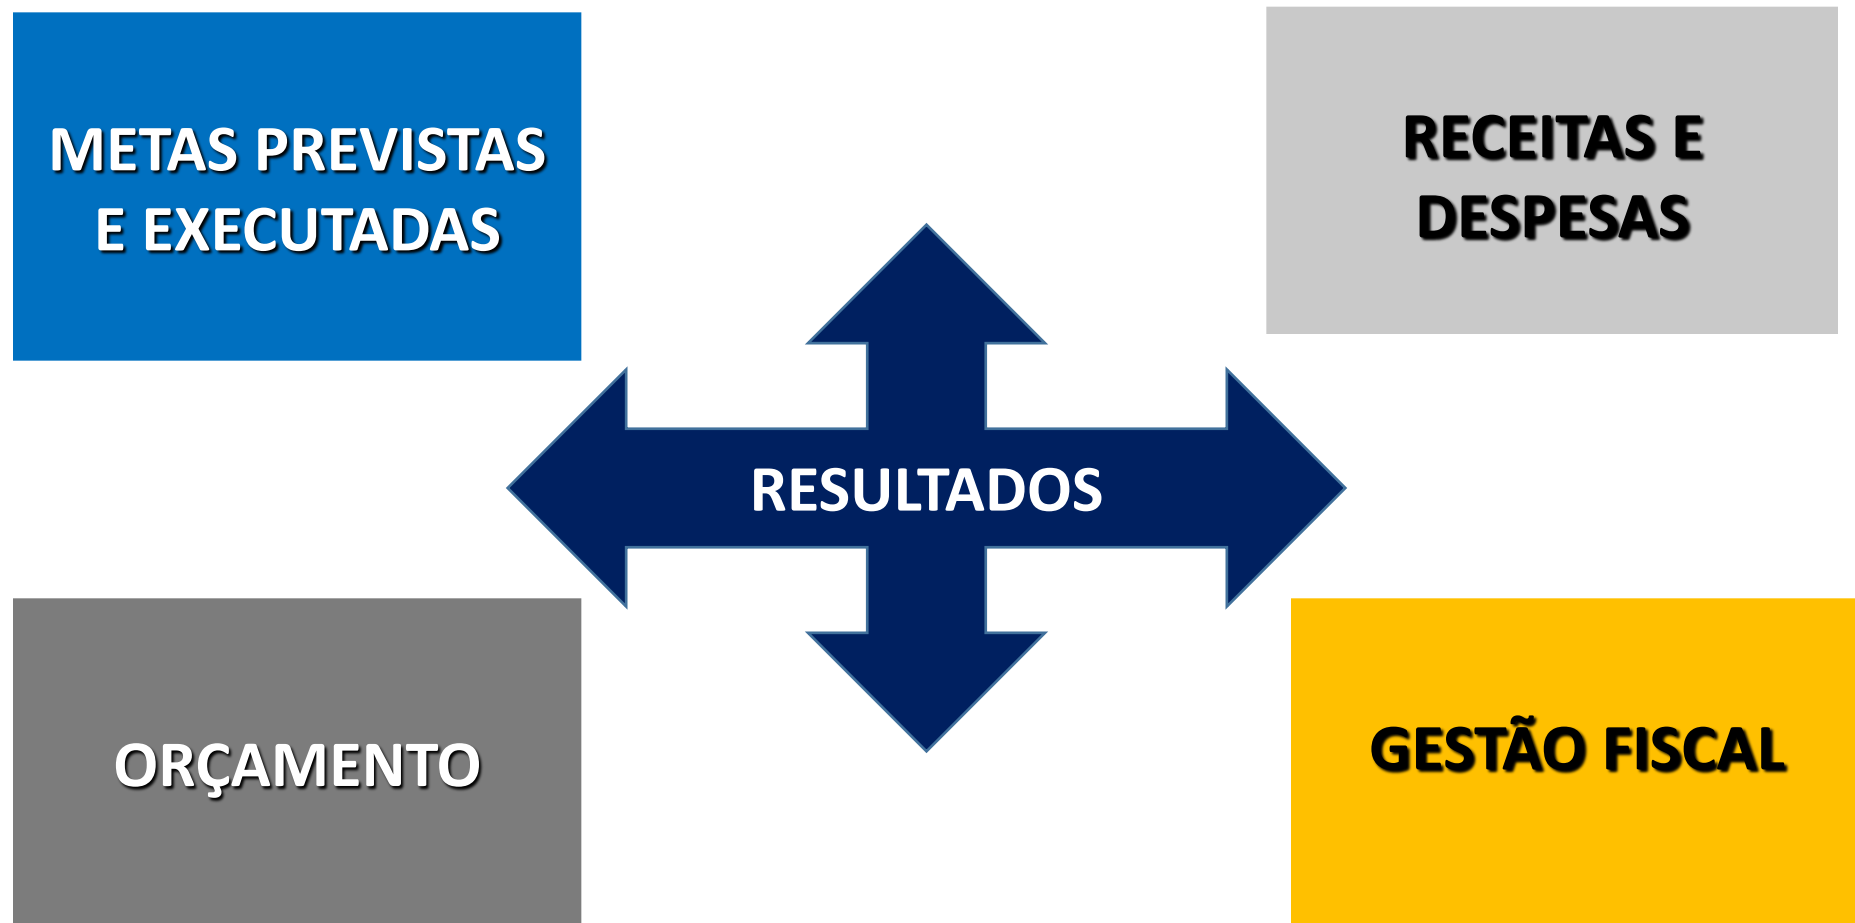 METAS PREVISTAS
E EXECUTADAS
RECEITAS E
DESPESAS
RESULTADOS
ORÇAMENTO
GESTÃO FISCAL